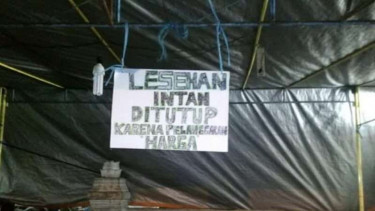 LESEHAN
INTAN
DITUTUP
KARENA PELANGGARAN
HARGA